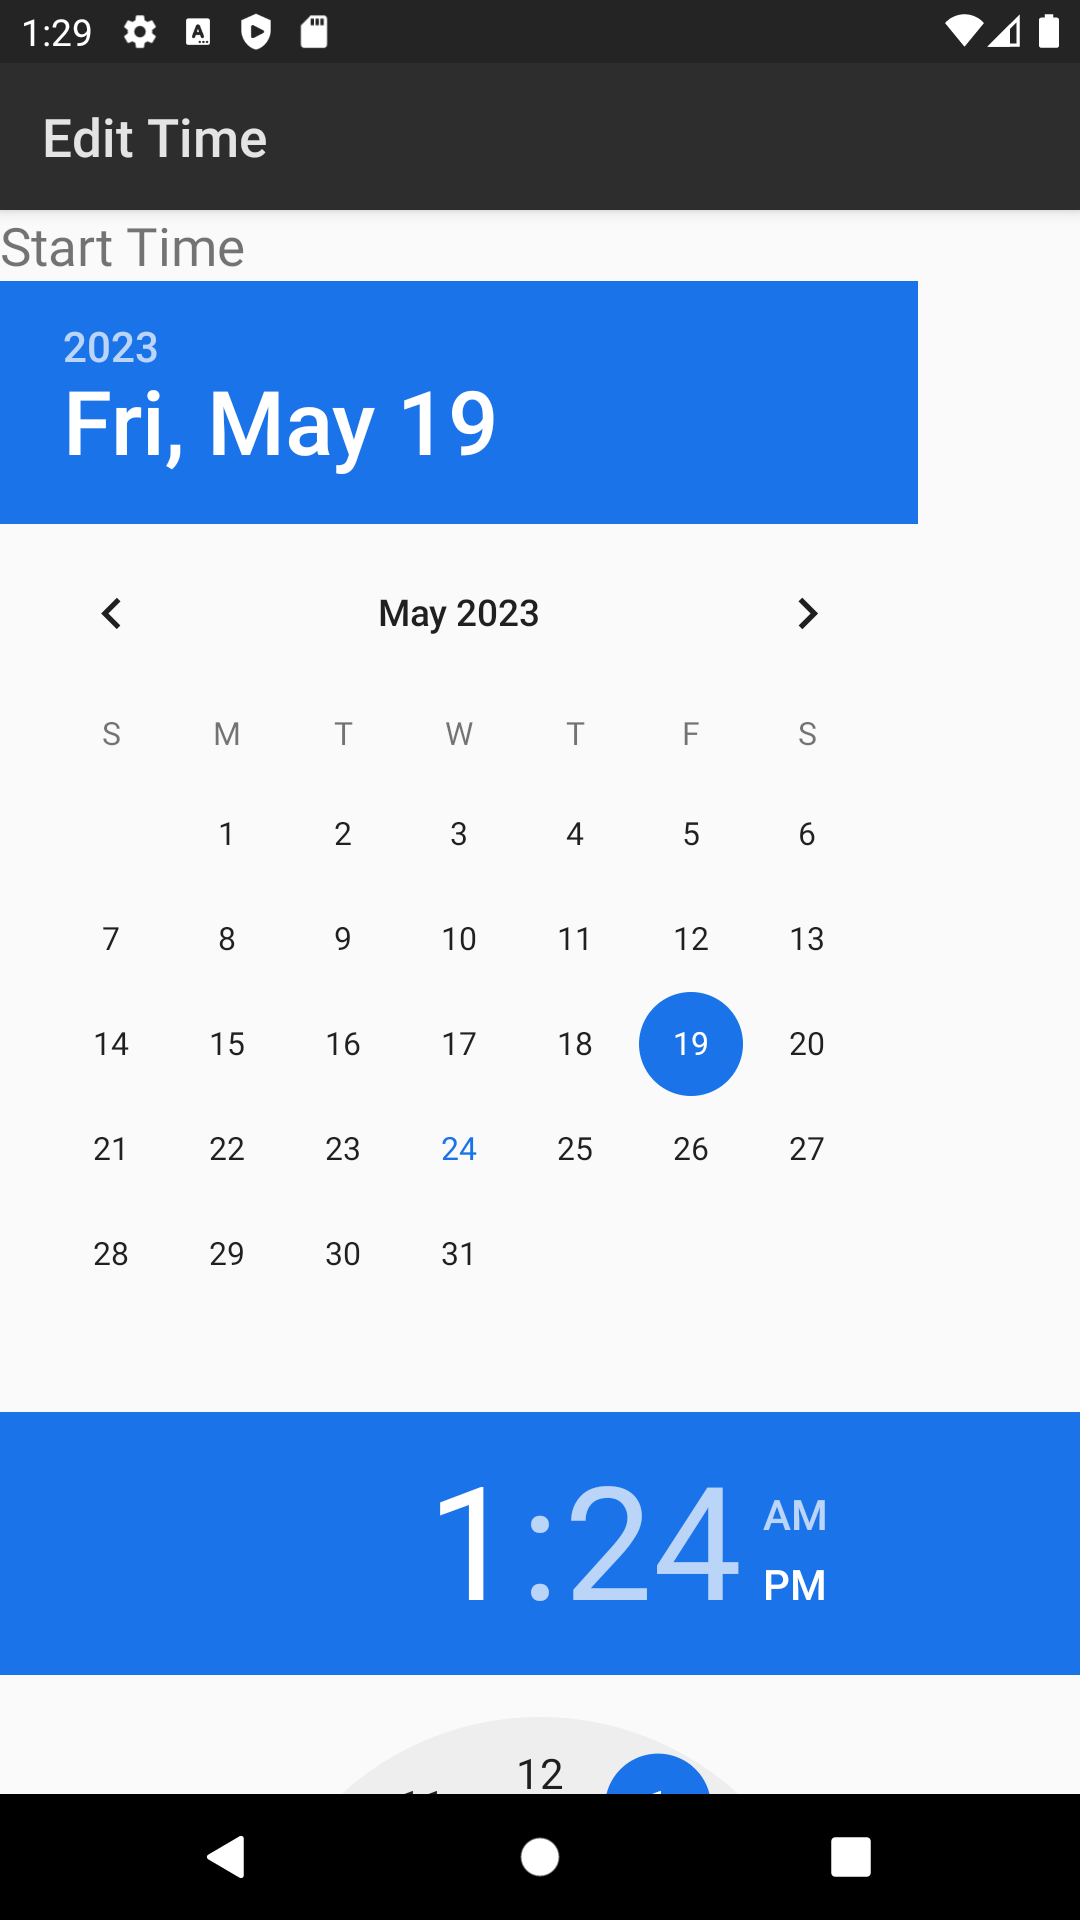 1:29
Edit Time
Start Time
2023
Fri, May 19
May 2023
S M T W T F S
1 2 3 4 5 6
7 8 9 10 11 12 13
14 15 16 17 18 19 20
21 22 23 24 25 26 27
28 29 30 31
1:24 AM PM
12